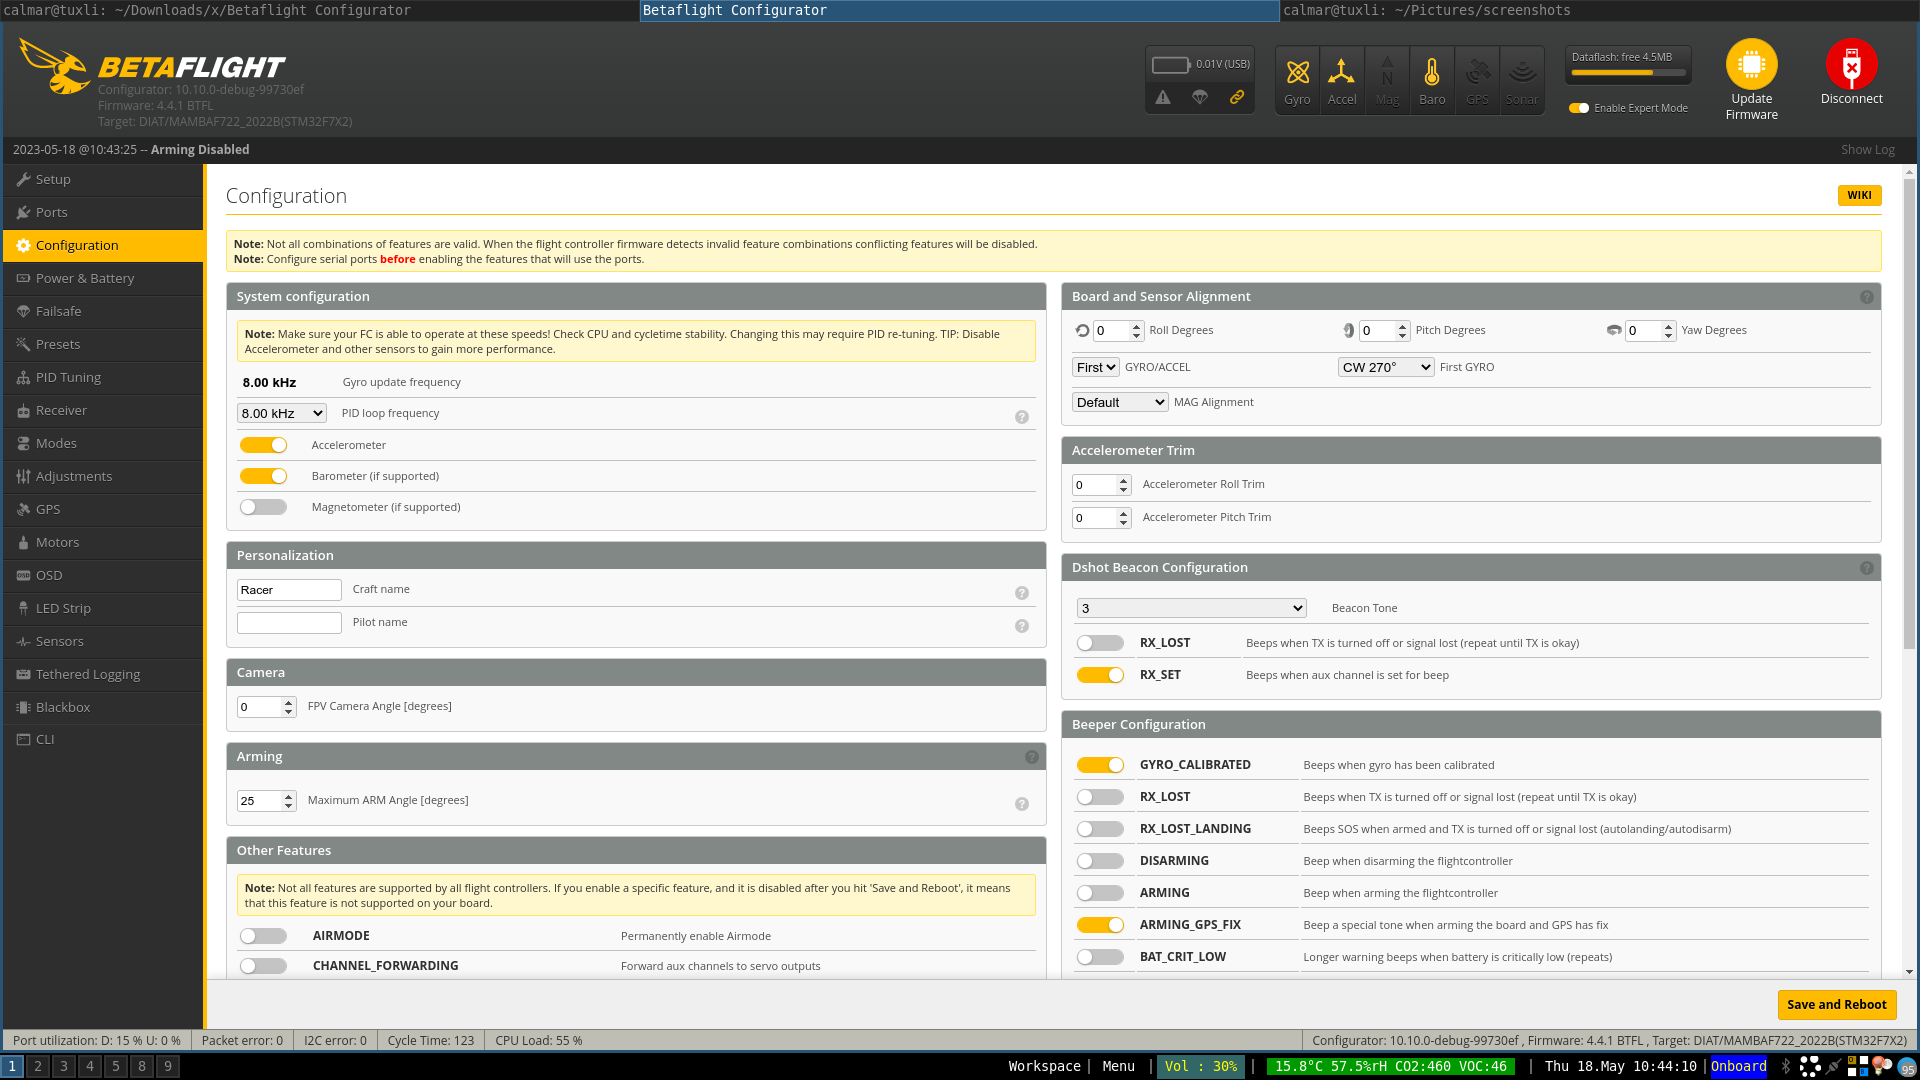 calmar@tuxli: ~/Downloads/x/Betaflight Configurator
Betaflight Configurator
calmar@tuxli: ~/Pictures/screenshots
BETAFLIGHT
Configurator: 10.10.0-debug-99730ef
Firmware: 4.4.1 BTFL
Target: DIAT/MAMBAF722_2022B(STM32F7X2)
0.01V (USB)
Gyro
Accel
Mag
Baro
GPS
Sonar
Dataflash: free 4.5MB
Enable Expert Mode
Update
Firmware
Disconnect
2023-05-18 @10:43:25 -- Arming Disabled
Show Log
Setup
Ports
Configuration
Power & Battery
Failsafe
Presets
PID Tuning
Receiver
Modes
Adjustments
GPS
Motors
OSD
LED Strip
Sensors
Tethered Logging
Blackbox
CLI
Configuration
WIKI
Note: Not all combinations of features are valid. When the flight controller firmware detects invalid feature combinations conflicting features will be disabled.
Note: Configure serial ports before enabling the features that will use the ports.
System configuration
Note: Make sure your FC is able to operate at these speeds! Check CPU and cycletime stability. Changing this may require PID re-tuning. TIP: Disable
Accelerometer and other sensors to gain more performance.
8.00 kHz Gyro update frequency
8.00 kHz PID loop frequency
Accelerometer
Barometer (if supported)
Magnetometer (if supported)
Personalization
Racer Craft name
Pilot name
Camera
0 FPV Camera Angle [degrees]
Arming
25 Maximum ARM Angle [degrees]
Other Features
Note: Not all features are supported by all flight controllers. If you enable a specific feature, and it is disabled after you hit 'Save and Reboot', it means
that this feature is not supported on your board.
AIRMODE Permanently enable Airmode
CHANNEL_FORWARDING Forward aux channels to servo outputs
Board and Sensor Alignment
0 Roll Degrees 0 Pitch Degrees 0 Yaw Degrees
First GYRO/ACCEL CW 270° First GYRO
Default MAG Alignment
Accelerometer Trim
0 Accelerometer Roll Trim
0 Accelerometer Pitch Trim
Dshot Beacon Configuration
3 Beacon Tone
RX_LOST Beeps when TX is turned off or signal lost (repeat until TX is okay)
RX_SET Beeps when aux channel is set for beep
Beeper Configuration
GYRO_CALIBRATED Beeps when gyro has been calibrated
RX_LOST Beeps when TX is turned off or signal lost (repeat until TX is okay)
RX_LOST_LANDING Beeps SOS when armed and TX is turned off or signal lost (autolanding/autodisarm)
DISARMING Beep when disarming the flightcontroller
ARMING Beep when arming the flightcontroller
ARMING_GPS_FIX Beep a special tone when arming the board and GPS has fix
BAT_CRIT_LOW Longer warning beeps when battery is critically low (repeats)
Save and Reboot
Port utilization: D: 15 % U: 0 % Packet error: 0 I2C error: 0 Cycle Time: 123 CPU Load: 55 %
Configurator: 10.10.0-debug-99730ef , Firmware: 4.4.1 BTFL , Target: DIAT/MAMBAF722_2022B(STM32F7X2)
1 2 3 4 5 8 9
Workspace| Menu | Vol : 30% | 15.8°C 57.5%rH CO2:460 VOC:46 | Thu 18.May 10:44:10 |Onboard
95